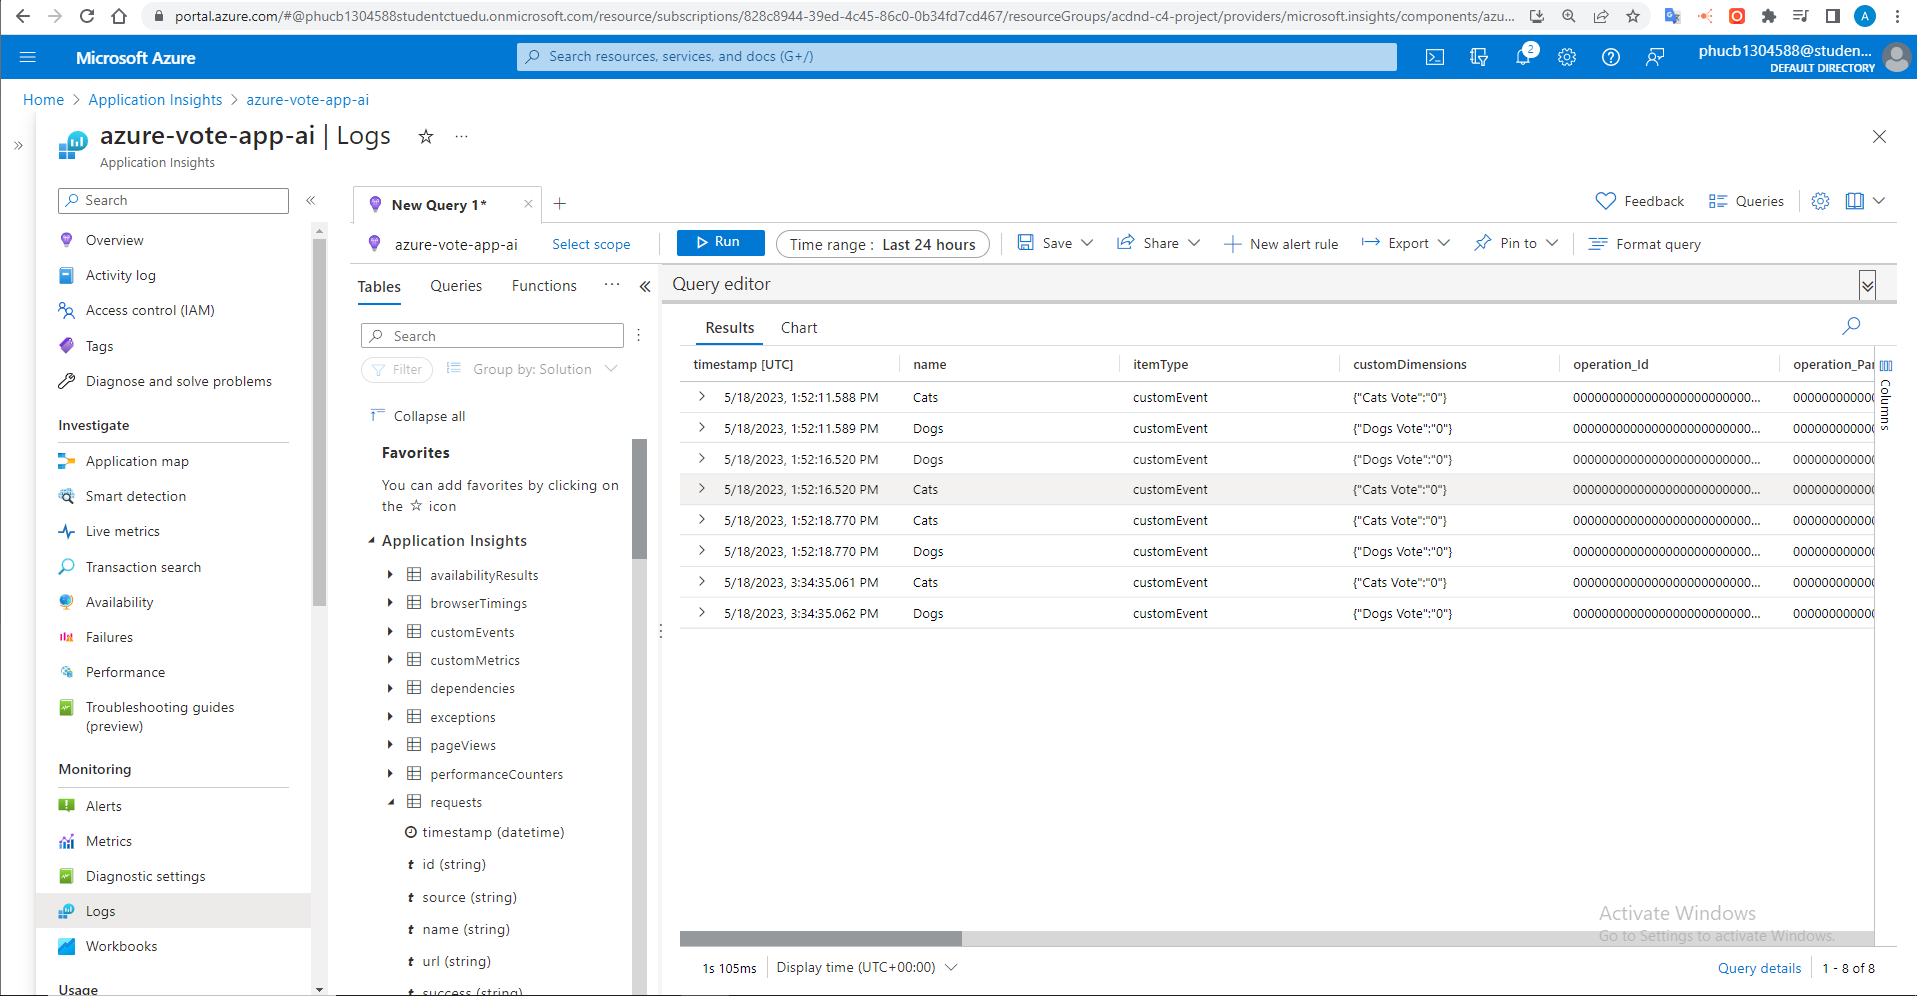 portal.azure.com/#@phucb1304588studentctuedu.onmicrosoft.com/resource/subscriptions/828c8944-39ed-4c45-86c0-0b34fd7cd467/resourceGroups/acdnd-c4-project/providers/microsoft.insights/components/azu...
A
Microsoft Azure
Search resources, services, and docs (G+/)
2
phucb1304588@studen...
DEFAULT DIRECTORY
Home > Application Insights > azure-vote-app-ai
azure-vote-app-ai | Logs
Application Insights
Search
Overview
Activity log
Access control (IAM)
Tags
Diagnose and solve problems
Investigate
Application map
Smart detection
Live metrics
Transaction search
Availability
Failures
Performance
Troubleshooting guides
(preview)
Monitoring
Alerts
Metrics
Diagnostic settings
Logs
Workbooks
Usage
New Query 1*
Feedback
Queries
azure-vote-app-ai
Select scope
Run
Time range : Last 24 hours
Save
Share
New alert rule
Export
Pin to
Format query
Tables
Queries
Functions
Search
Filter
Group by: Solution
Collapse all
Favorites
You can add favorites by clicking on
the ☆ icon
Application Insights
availabilityResults
browserTimings
customEvents
customMetrics
dependencies
exceptions
pageViews
performanceCounters
requests
timestamp (datetime)
t id (string)
t source (string)
t name (string)
t url (string)
t success (string)
Query editor
Results Chart
timestamp [UTC] name itemType customDimensions operation_Id operation_Par
5/18/2023, 1:52:11.588 PM Cats customEvent {"Cats Vote":"0"} 00000000000000000000000000... 000000000000
5/18/2023, 1:52:11.589 PM Dogs customEvent {"Dogs Vote":"0"} 00000000000000000000000000... 000000000000
5/18/2023, 1:52:16.520 PM Dogs customEvent {"Dogs Vote":"0"} 00000000000000000000000000... 000000000000
5/18/2023, 1:52:16.520 PM Cats customEvent {"Cats Vote":"0"} 00000000000000000000000000... 000000000000
5/18/2023, 1:52:18.770 PM Cats customEvent {"Cats Vote":"0"} 00000000000000000000000000... 000000000000
5/18/2023, 1:52:18.770 PM Dogs customEvent {"Dogs Vote":"0"} 00000000000000000000000000... 000000000000
5/18/2023, 3:34:35.061 PM Cats customEvent {"Cats Vote":"0"} 00000000000000000000000000... 000000000000
5/18/2023, 3:34:35.062 PM Dogs customEvent {"Dogs Vote":"0"} 00000000000000000000000000... 000000000000
Columns
Activate Windows
Go to Settings to activate Windows.
1s 105ms
Display time (UTC+00:00)
Query details
1 - 8 of 8